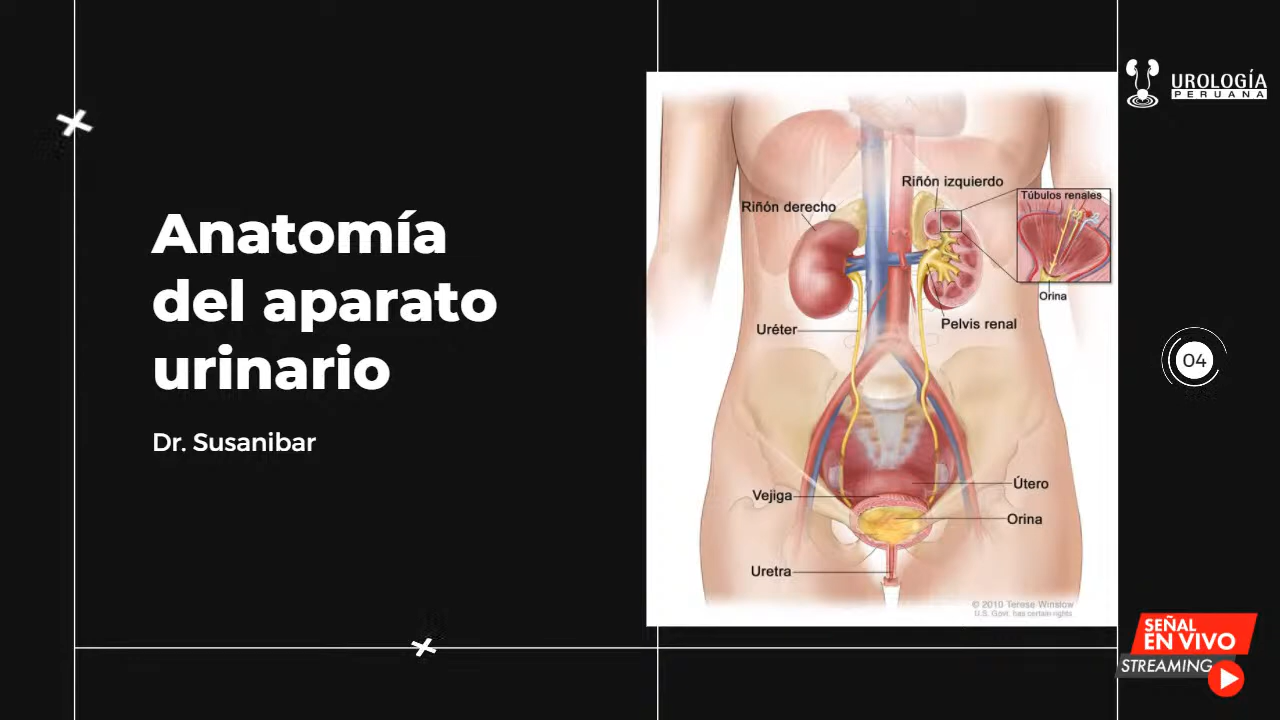 Anatomía
del aparato
urinario
Dr. Susanibar
Riñón izquierdo
Riñón derecho
Túbulos renales
Orina
Pelvis renal
Uréter
Vejiga
Útero
Orina
Uretra
© 2010 Terese Winslow
U.S. Govt. has certain rights
UROLOGÍA
PERUANA
04
SEÑAL
EN VIVO
STREAMING